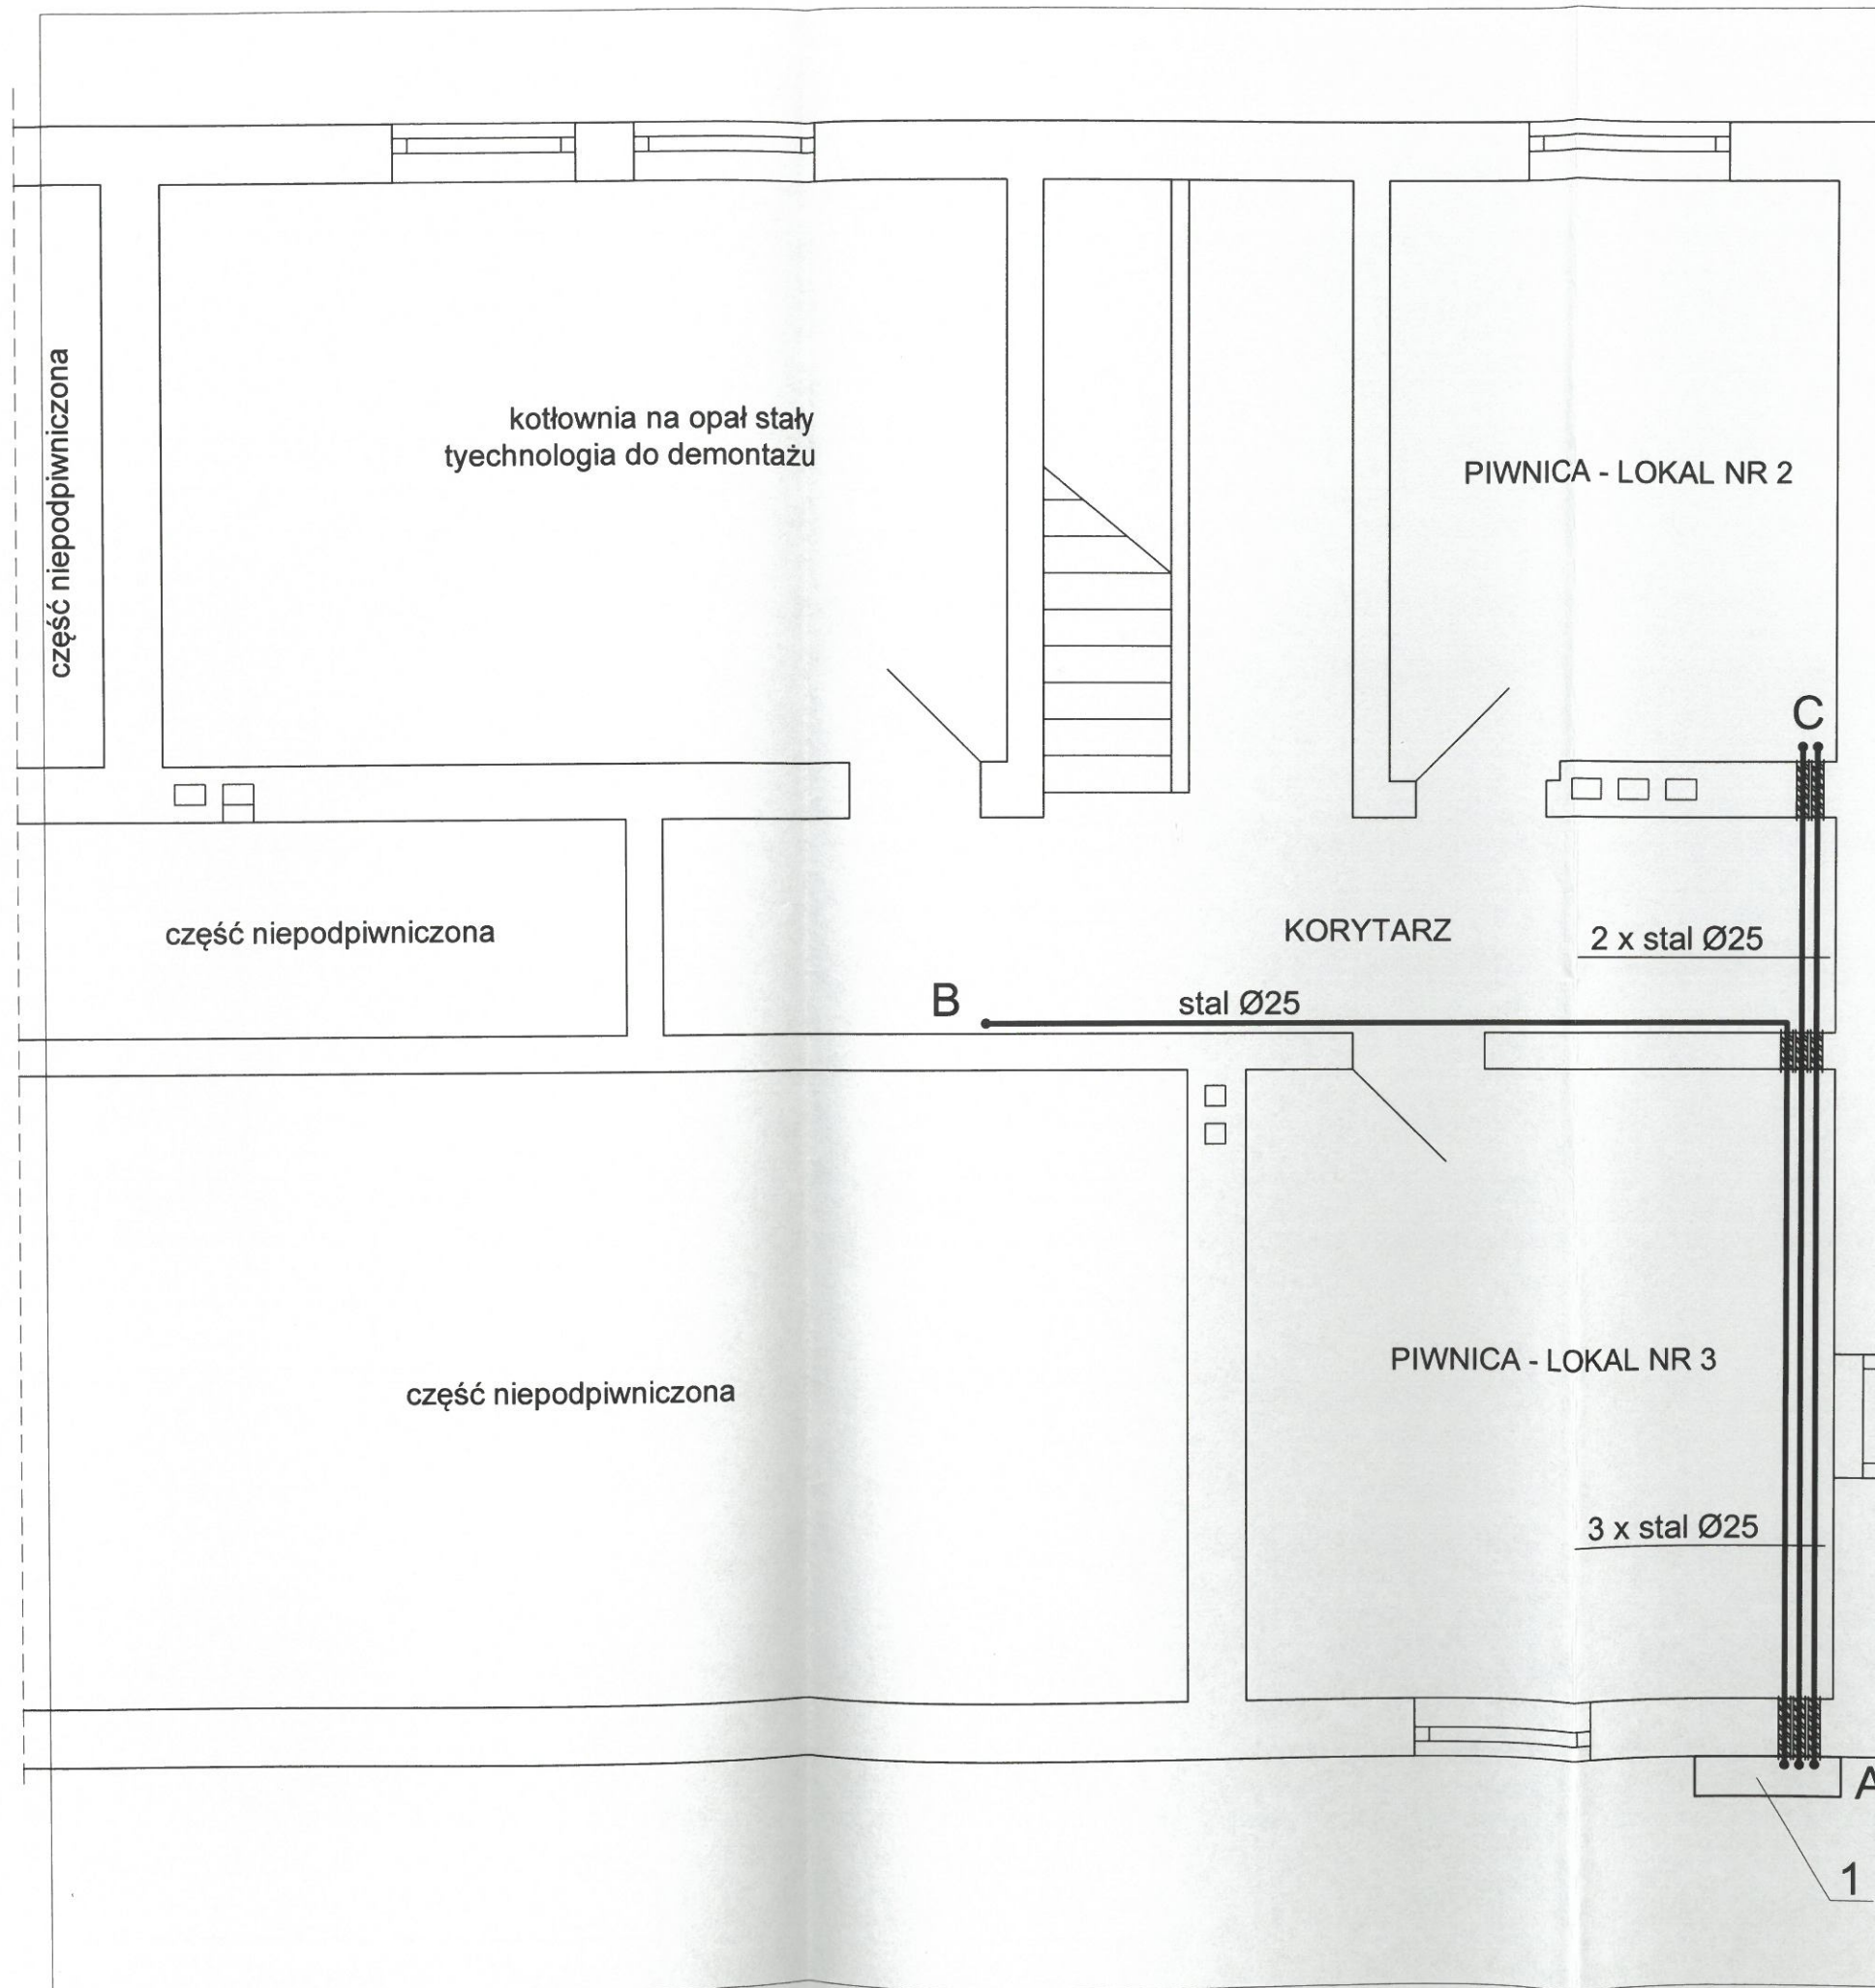 część niepodpiwniczona
kotłownia na opał stały
tyechnologia do demontażu
PIWNICA - LOKAL NR 2
C
część niepodpiwniczona
KORYTARZ
2 x stal Ø25
B
stal Ø25
część niepodpiwniczona
PIWNICA - LOKAL NR 3
3 x stal Ø25
A
1